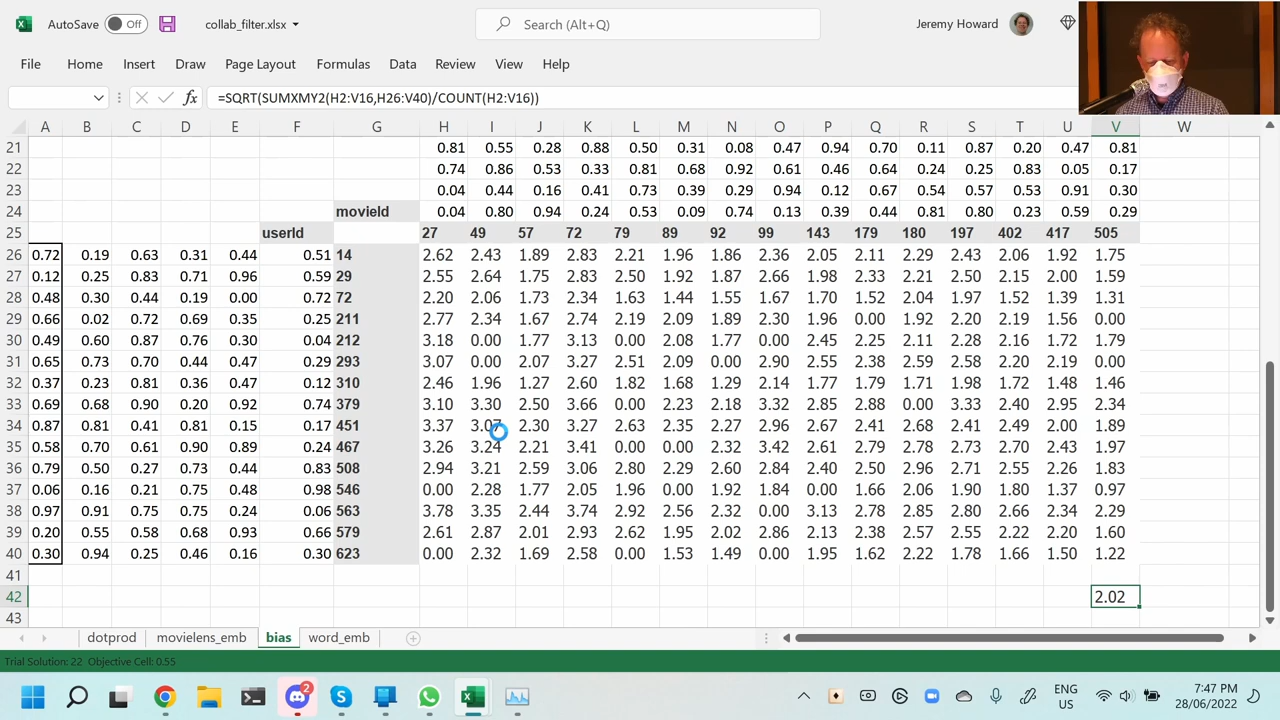 AutoSave Off collab_filter.xlsx Search (Alt+Q) Jeremy Howard
File Home Insert Draw Page Layout Formulas Data Review View Help
fx =SQRT(SUMXMY2(H2:V16,H26:V40)/COUNT(H2:V16))
A B C D E F G H I J K L M N O P Q R S T U V W
21 0.81 0.55 0.28 0.88 0.50 0.31 0.08 0.47 0.94 0.70 0.11 0.87 0.20 0.47 0.81
22 0.74 0.86 0.53 0.33 0.81 0.68 0.92 0.61 0.46 0.64 0.24 0.25 0.83 0.05 0.17
23 0.04 0.44 0.16 0.41 0.73 0.39 0.29 0.94 0.12 0.67 0.54 0.57 0.53 0.91 0.30
24 movieId 0.04 0.80 0.94 0.24 0.53 0.09 0.74 0.13 0.39 0.44 0.81 0.80 0.23 0.59 0.29
25 userId 27 49 57 72 79 89 92 99 143 179 180 197 402 417 505
26 0.72 0.19 0.63 0.31 0.44 0.51 14 2.62 2.43 1.89 2.83 2.21 1.96 1.86 2.36 2.05 2.11 2.29 2.43 2.06 1.92 1.75
27 0.12 0.25 0.83 0.71 0.96 0.59 29 2.55 2.64 1.75 2.83 2.50 1.92 1.87 2.66 1.98 2.33 2.21 2.50 2.15 2.00 1.59
28 0.48 0.30 0.44 0.19 0.00 0.72 72 2.20 2.06 1.73 2.34 1.63 1.44 1.55 1.67 1.70 1.52 2.04 1.97 1.52 1.39 1.31
29 0.66 0.02 0.72 0.69 0.35 0.25 211 2.77 2.34 1.67 2.74 2.19 2.09 1.89 2.30 1.96 0.00 1.92 2.20 2.19 1.56 0.00
30 0.49 0.60 0.87 0.76 0.30 0.04 212 3.18 0.00 1.77 3.13 0.00 2.08 1.77 0.00 2.45 2.25 2.11 2.28 2.16 1.72 1.79
31 0.65 0.73 0.70 0.44 0.47 0.29 293 3.07 0.00 2.07 3.27 2.51 2.09 0.00 2.90 2.55 2.38 2.59 2.58 2.20 2.19 0.00
32 0.37 0.23 0.81 0.36 0.47 0.12 310 2.46 1.96 1.27 2.60 1.82 1.68 1.29 2.14 1.77 1.79 1.71 1.98 1.72 1.48 1.46
33 0.69 0.68 0.90 0.20 0.92 0.74 379 3.10 3.30 2.50 3.66 0.00 2.23 2.18 3.32 2.85 2.88 0.00 3.33 2.40 2.95 2.34
34 0.87 0.81 0.41 0.81 0.15 0.17 451 3.37 3.07 2.30 3.27 2.63 2.35 2.27 2.96 2.67 2.41 2.68 2.41 2.49 2.00 1.89
35 0.58 0.70 0.61 0.90 0.89 0.24 467 3.26 3.24 2.21 3.41 0.00 0.00 2.32 3.42 2.61 2.79 2.78 2.73 2.70 2.43 1.97
36 0.79 0.50 0.27 0.73 0.44 0.83 508 2.94 3.21 2.59 3.06 2.80 2.29 2.60 2.84 2.40 2.50 2.96 2.71 2.55 2.26 1.83
37 0.06 0.16 0.21 0.75 0.48 0.98 546 0.00 2.28 1.77 2.05 1.96 0.00 1.92 1.84 0.00 1.66 2.06 1.90 1.80 1.37 0.97
38 0.97 0.91 0.75 0.75 0.24 0.06 563 3.78 3.35 2.44 3.74 2.92 2.56 2.32 0.00 3.13 2.78 2.85 2.80 2.66 2.34 2.29
39 0.20 0.55 0.58 0.68 0.93 0.66 579 2.61 2.87 2.01 2.93 2.62 1.95 2.02 2.86 2.13 2.38 2.57 2.55 2.22 2.20 1.60
40 0.30 0.94 0.25 0.46 0.16 0.30 623 0.00 2.32 1.69 2.58 0.00 1.53 1.49 0.00 1.95 1.62 2.22 1.78 1.66 1.50 1.22
41
42 2.02
43
dotprod movielens_emb bias word_emb
Trial Solution: 22 Objective Cell: 0.55
2
ENG 7:47 PM
US 28/06/2022